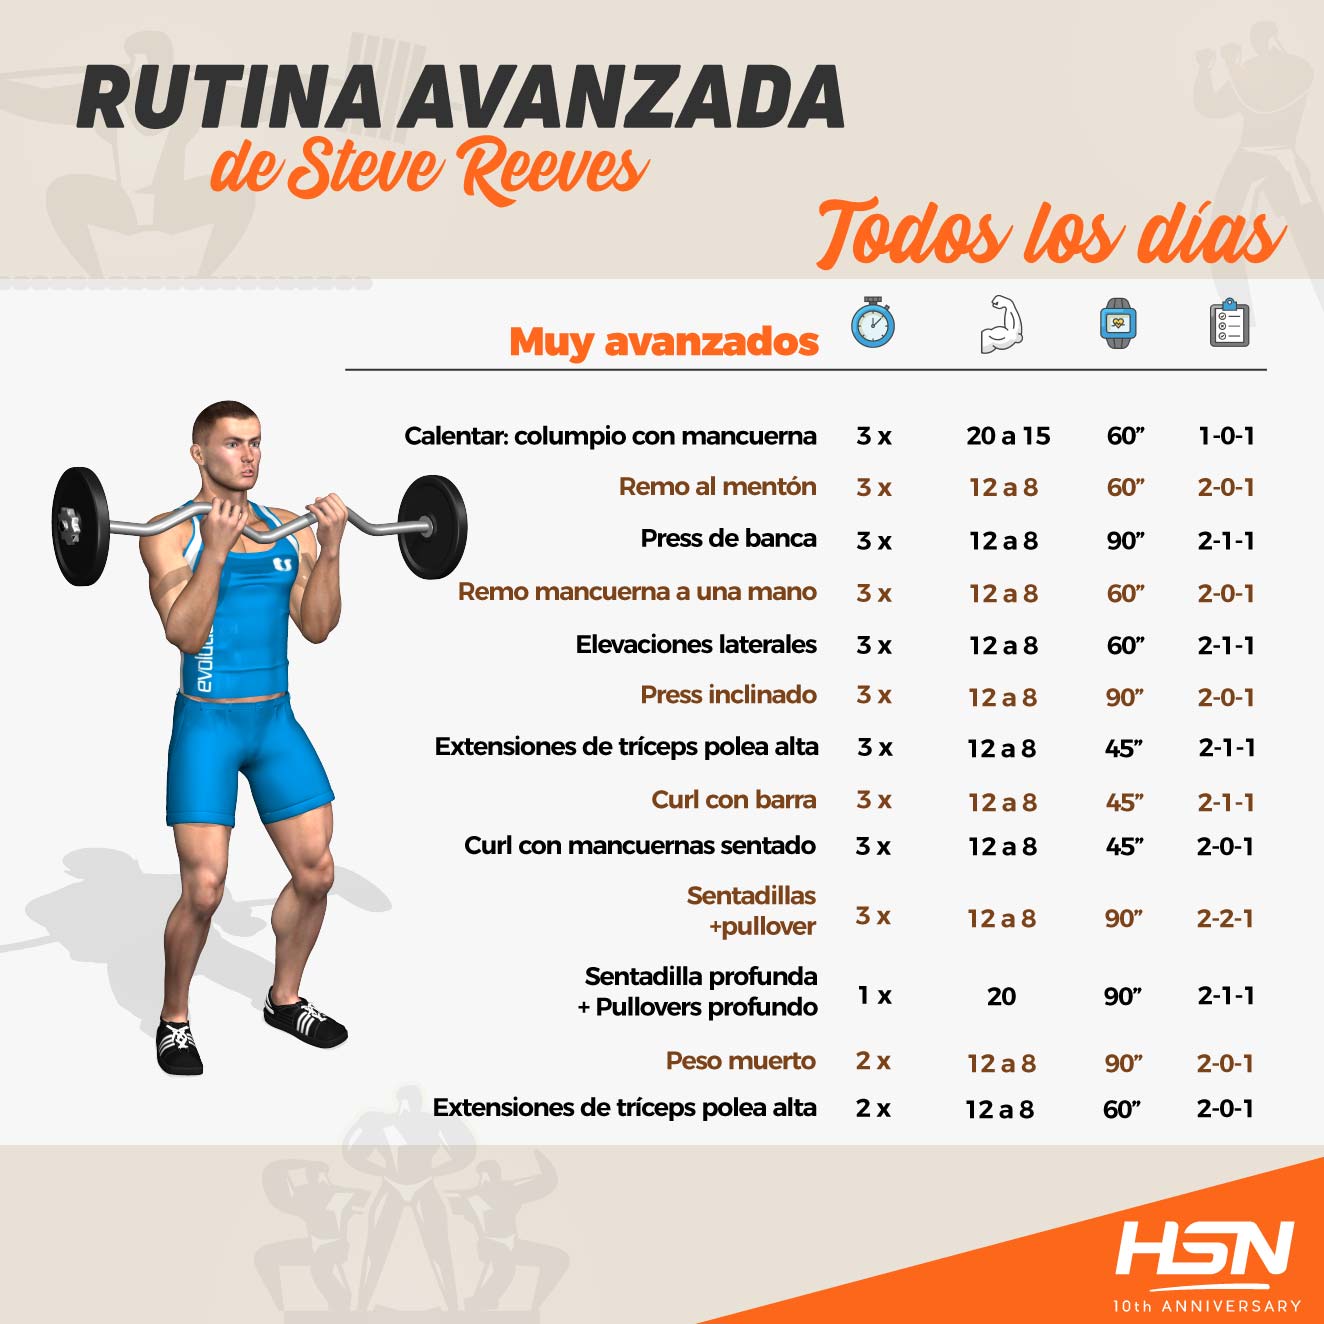 RUTINA AVANZADA
de Steve Reeves
Todos los días
Muy avanzados
Calentar: columpio con mancuerna 3 x 20 a 15 60” 1-0-1
Remo al mentón 3 x 12 a 8 60” 2-0-1
Press de banca 3 x 12 a 8 90” 2-1-1
Remo mancuerna a una mano 3 x 12 a 8 60” 2-0-1
Elevaciones laterales 3 x 12 a 8 60” 2-1-1
Press inclinado 3 x 12 a 8 90” 2-0-1
Extensiones de tríceps polea alta 3 x 12 a 8 45” 2-1-1
Curl con barra 3 x 12 a 8 45” 2-1-1
Curl con mancuernas sentado 3 x 12 a 8 45” 2-0-1
Sentadillas
+pullover 3 x 12 a 8 90” 2-2-1
Sentadilla profunda
+ Pullovers profundo 1 x 20 90” 2-1-1
Peso muerto 2 x 12 a 8 90” 2-0-1
Extensiones de tríceps polea alta 2 x 12 a 8 60” 2-0-1
HSN
10th ANNIVERSARY